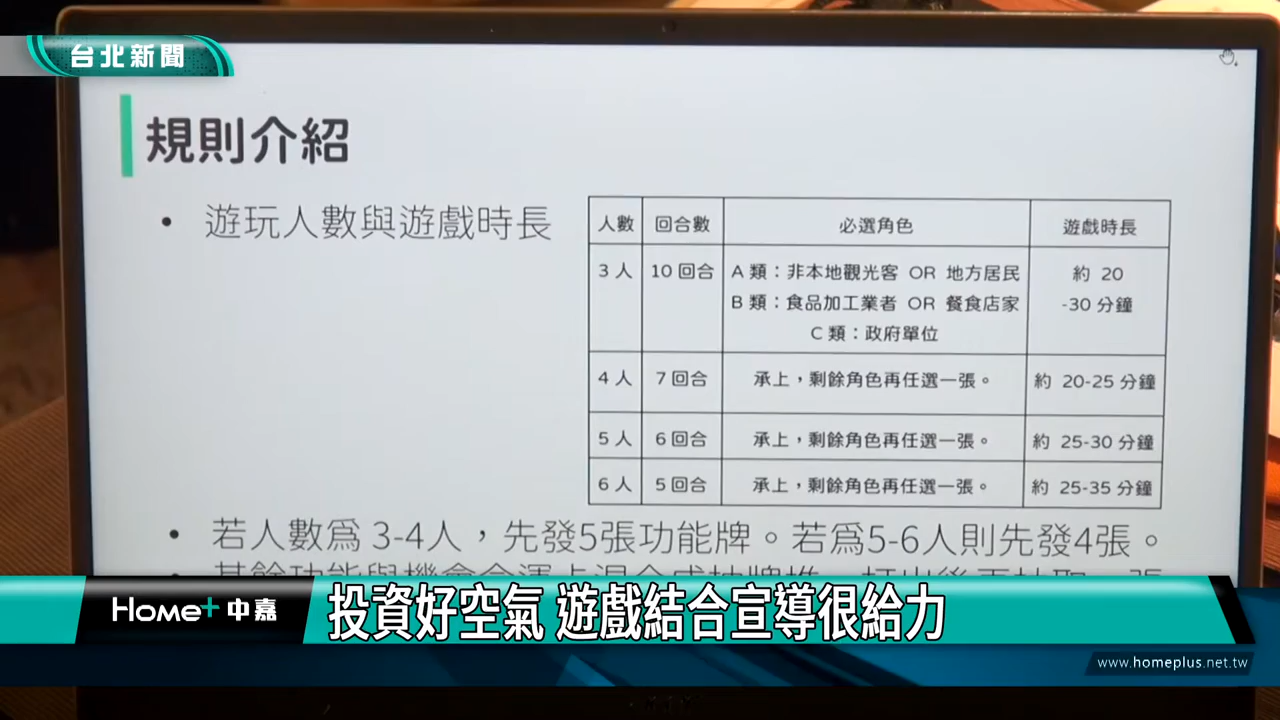 台北新聞
規則介紹
• 遊玩人數與遊戲時長
人數 回合數 必選角色 遊戲時長
3 人 10 回合 A 類：非本地觀光客 OR 地方居民 約 20
B 類：食品加工業者 OR 餐食店家 -30 分鐘
C 類：政府單位
4 人 7 回合 承上，剩餘角色再任選一張。 約 20-25 分鐘
5 人 6 回合 承上，剩餘角色再任選一張。 約 25-30 分鐘
6 人 5 回合 承上，剩餘角色再任選一張。 約 25-35 分鐘
• 若人數為 3-4人，先發5張功能牌。若為5-6人則先發4張。
Home+ 中嘉 投資好空氣 遊戲結合宣導很給力
www.homeplus.net.tw